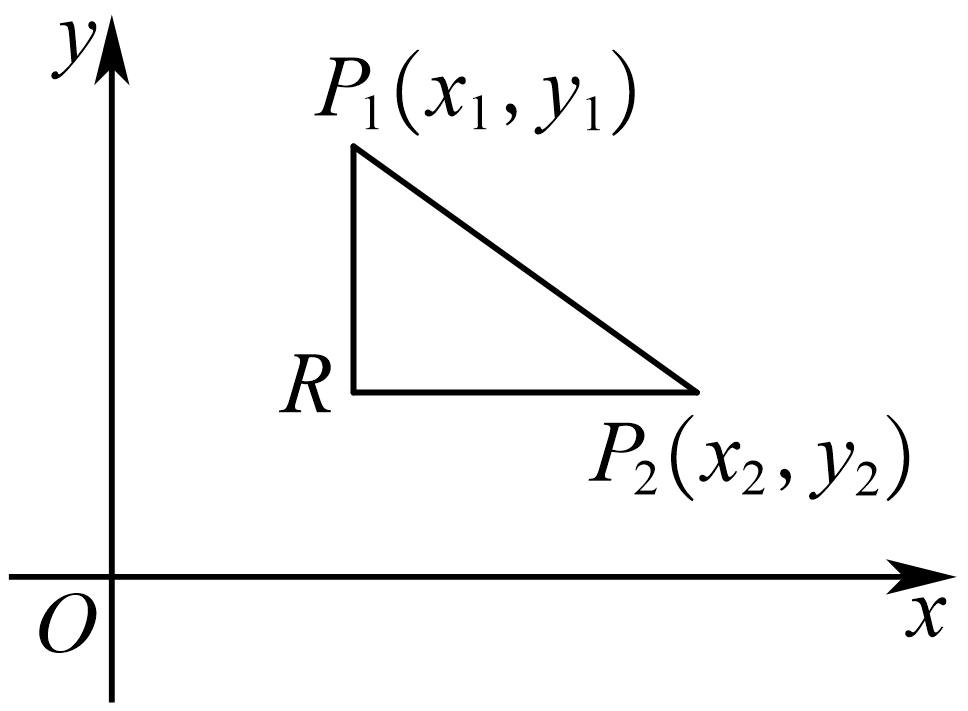 y
P₁(x₁, y₁)
R
P₂(x₂, y₂)
O
x